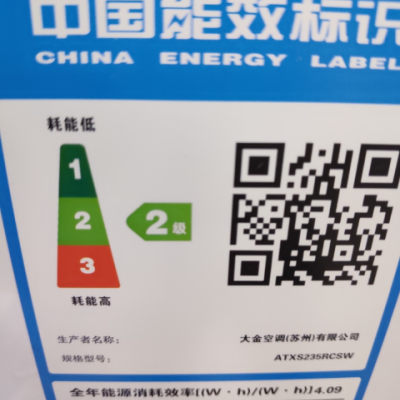 中国能效标识
CHINA ENERGY LABEL
耗能低
1
2
2级
3
耗能高
生产者名称：
大金空调(苏州)有限公司
规格型号：
ATXS235RCSW
全年能源消耗效率[(W·h)/(W·h)]4.09